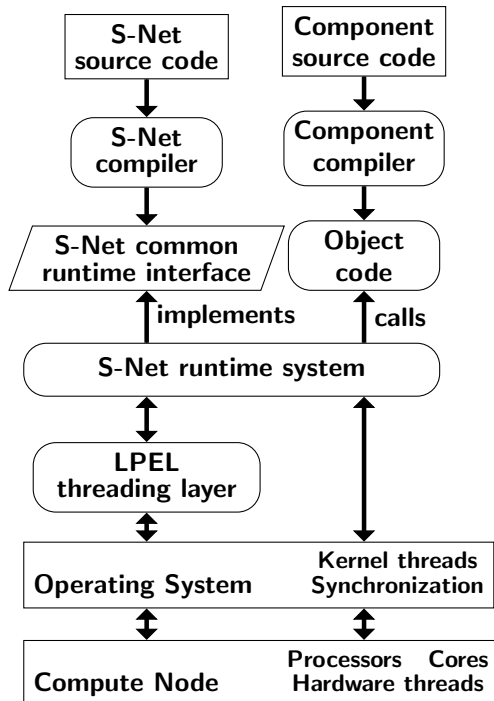 S-Net
source code
Component
source code
S-Net
compiler
Component
compiler
S-Net common
runtime interface
Object
code
implements
calls
S-Net runtime system
LPEL
threading layer
Kernel threads
Operating System
Synchronization
Processors Cores
Compute Node
Hardware threads